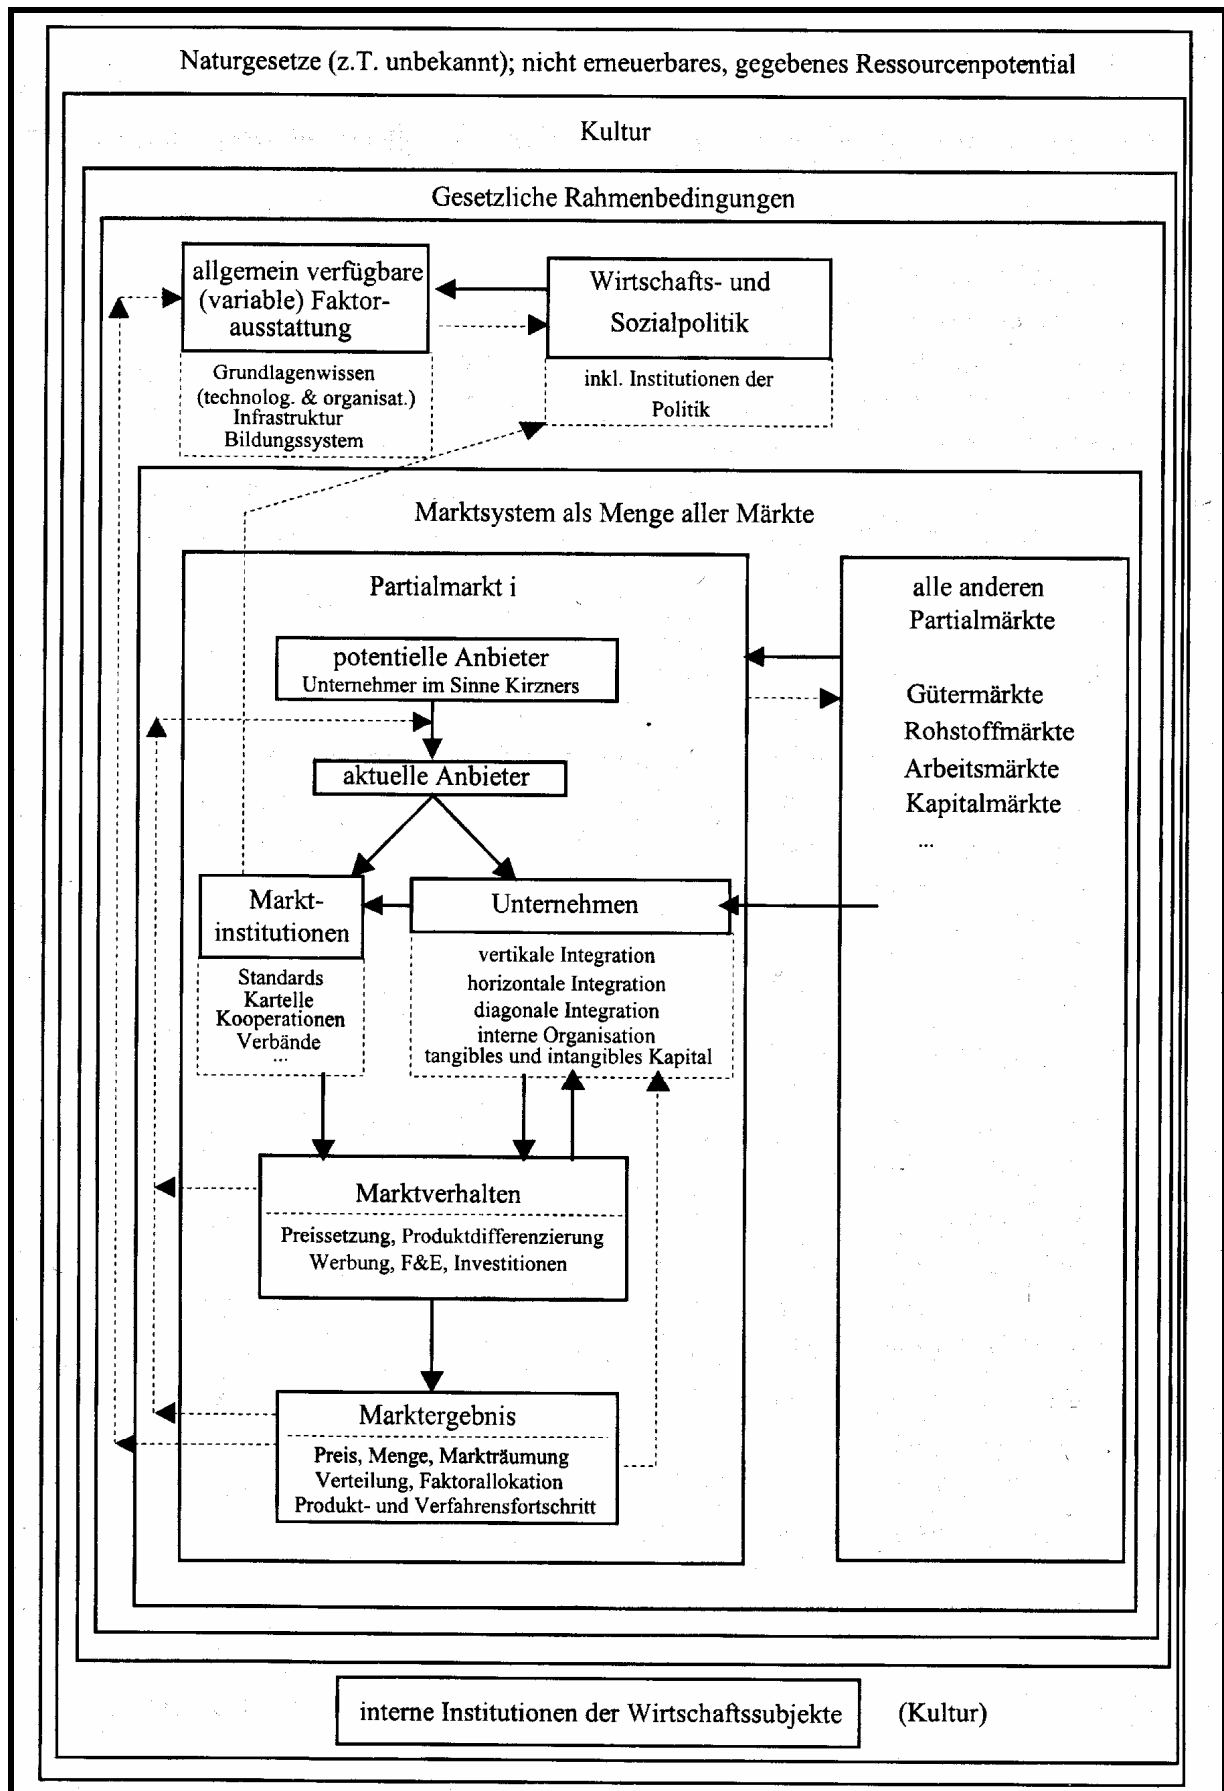 Naturgesetze (z.T. unbekannt); nicht erneuerbares, gegebenes Ressourcenpotential
Kultur
Gesetzliche Rahmenbedingungen
allgemein verfügbare
(variable) Faktor-
ausstattung
Grundlagenwissen
(technolog. & organisat.)
Infrastruktur
Bildungssystem
Wirtschafts- und
Sozialpolitik
inkl. Institutionen der
Politik
Marktsystem als Menge aller Märkte
Partialmarkt i
potentielle Anbieter
Unternehmer im Sinne Kirzners
aktuelle Anbieter
Markt-
institutionen
Standards
Kartelle
Kooperationen
Verbände
...
Unternehmen
vertikale Integration
horizontale Integration
diagonale Integration
interne Organisation
tangibles und intangibles Kapital
Marktverhalten
Preissetzung, Produktdifferenzierung
Werbung, F&E, Investitionen
Marktergebnis
Preis, Menge, Markträumung
Verteilung, Faktorallokation
Produkt- und Verfahrensfortschritt
alle anderen
Partialmärkte
Gütermärkte
Rohstoffmärkte
Arbeitsmärkte
Kapitalmärkte
...
interne Institutionen der Wirtschaftssubjekte (Kultur)